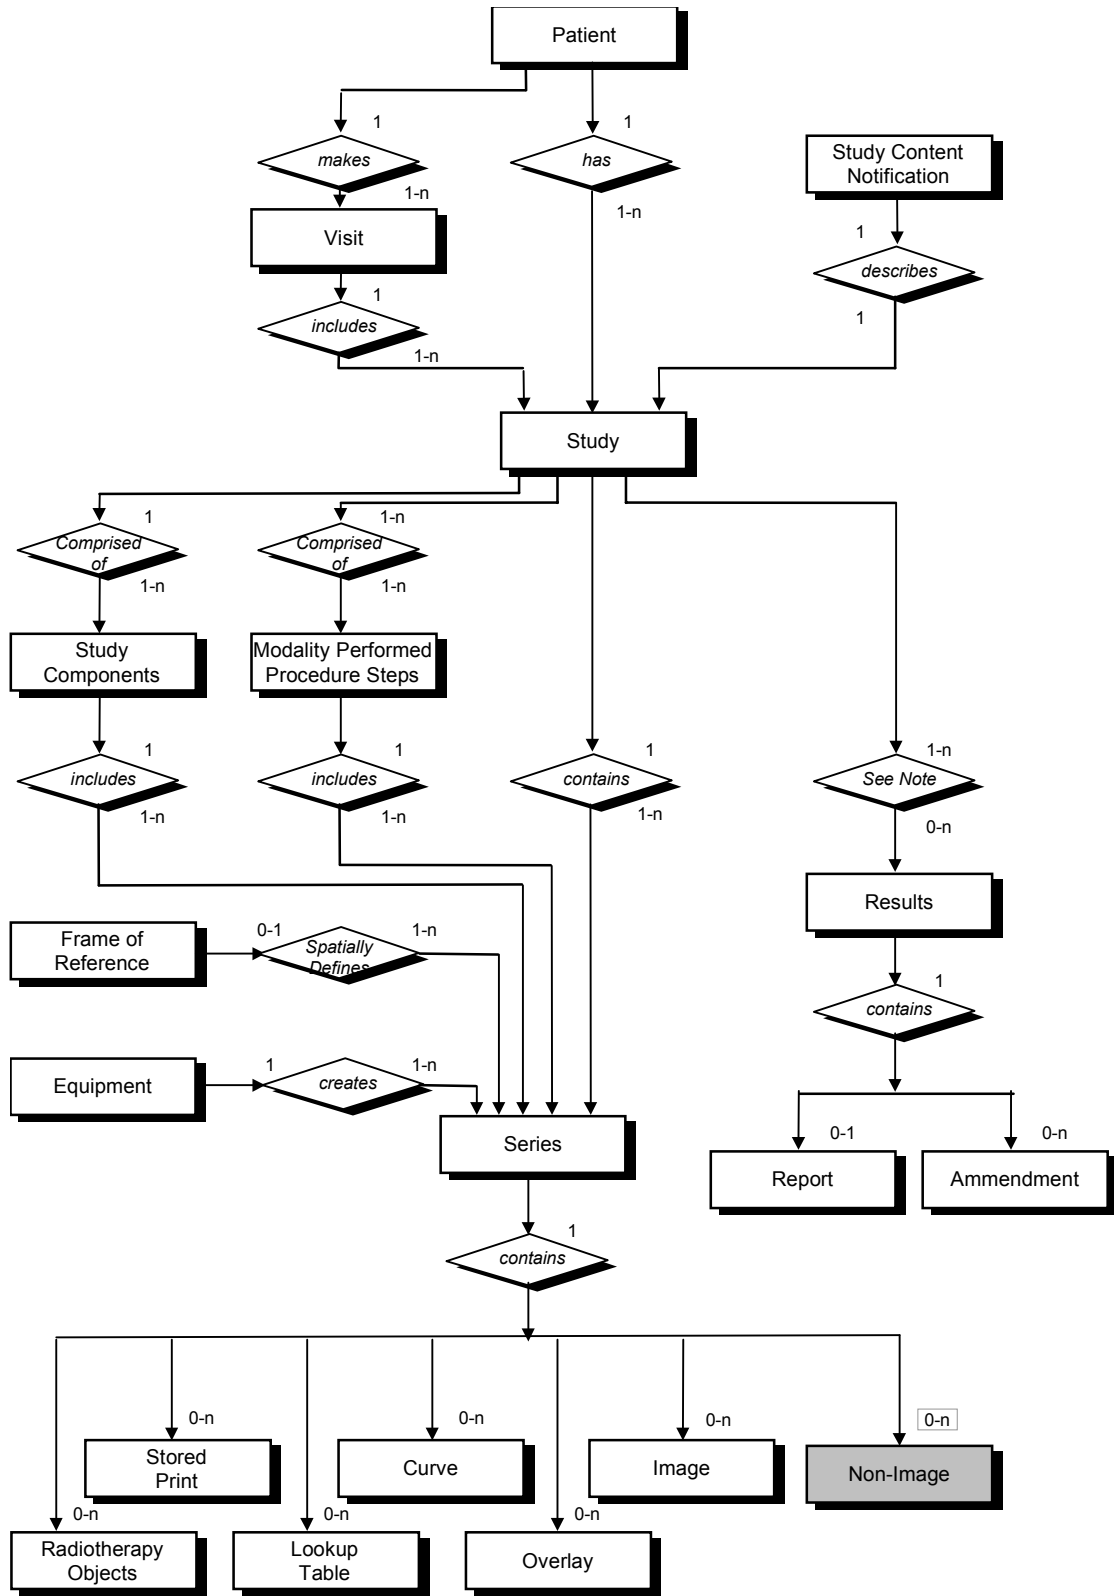 Patient
1
1
makes
has
Study Content
Notification
1-n
1-n
Visit
1
describes
1
includes
1
1-n
Study
1
1-n
Comprised
of
Comprised
of
1-n
1-n
Study
Components
Modality Performed
Procedure Steps
1
1
1
1-n
includes
includes
contains
See Note
1-n
1-n
1-n
0-n
Results
Frame of
Reference
0-1
Spatially
Defines
1-n
1
contains
Equipment
1
creates
1-n
Series
0-1
0-n
Report
Ammendment
1
contains
0-n
0-n
0-n
0-n
Stored
Print
Curve
Image
Non-Image
0-n
0-n
0-n
Radiotherapy
Objects
Lookup
Table
Overlay